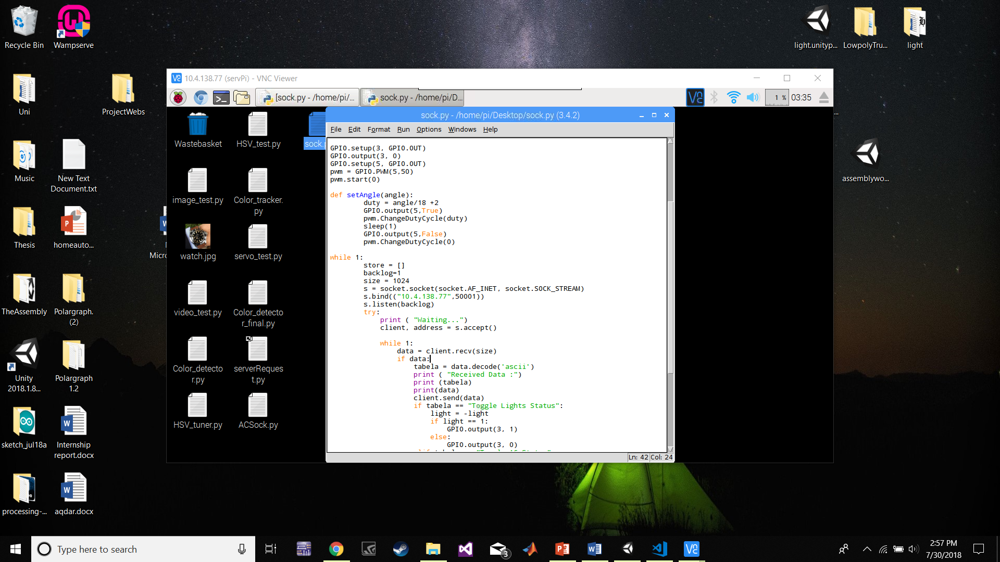 Recycle Bin
Wampserve
light.unityp...
LowpolyTru...
light
Uni
ProjectWebs
Music
New Text
Document.txt
assemblywo...
Thesis
homeauto...
Micro
TheAssembly
Polargraph.
(2)
Unity
2018.1.8...
Polargraph
1.2
sketch_jul18a
Internship
report.docx
processing-...
aqdar.docx
10.4.138.77 (servPi) - VNC Viewer
[sock.py - /home/pi/...
sock.py - /home/pi/D...
1 %
03:35
Wastebasket
HSV_test.py
sock.p
image_test.py
Color_tracker.
py
watch.jpg
servo_test.py
video_test.py
Color_detecto
r_final.py
Color_detecto
r.py
serverReques
t.py
HSV_tuner.py
ACSock.py
sock.py - /home/pi/Desktop/sock.py (3.4.2)
File Edit Format Run Options Windows Help
GPIO.setup(3, GPIO.OUT)
GPIO.output(3, 0)
GPIO.setup(5, GPIO.OUT)
pwm = GPIO.PWM(5,50)
pwm.start(0)
def setAngle(angle):
duty = angle/18 +2
GPIO.output(5,True)
pwm.ChangeDutyCycle(duty)
sleep(1)
GPIO.output(5,False)
pwm.ChangeDutyCycle(0)
while 1:
store = []
backlog=1
size = 1024
s = socket.socket(socket.AF_INET, socket.SOCK_STREAM)
s.bind(("10.4.138.77",50001))
s.listen(backlog)
try:
print ( "Waiting...")
client, address = s.accept()
while 1:
data = client.recv(size)
if data:
tabela = data.decode('ascii')
print ( "Received Data :")
print (tabela)
print(data)
client.send(data)
if tabela == "Toggle Lights Status":
light = -light
if light == 1:
GPIO.output(3, 1)
else:
GPIO.output(3, 0)
Ln: 42 Col: 24
Type here to search
3
2:57 PM
7/30/2018